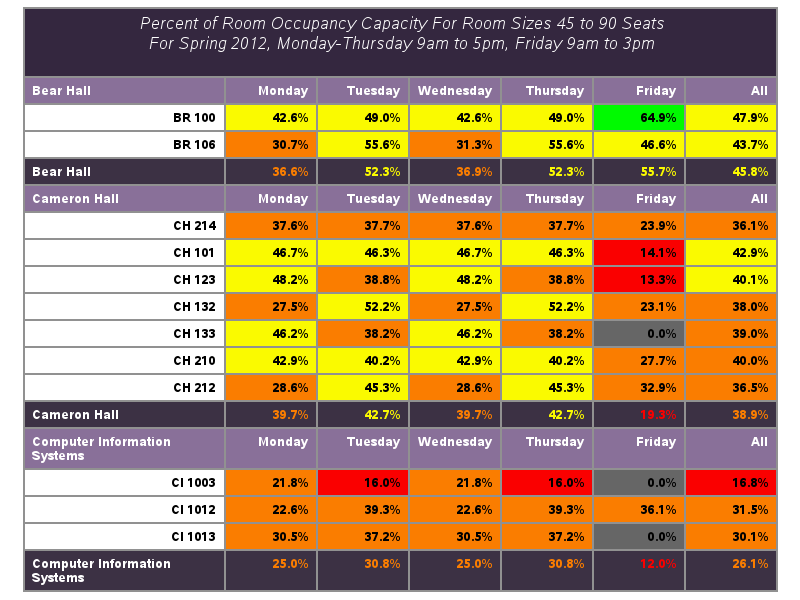 Percent of Room Occupancy Capacity For Room Sizes 45 to 90 Seats
For Spring 2012, Monday-Thursday 9am to 5pm, Friday 9am to 3pm
Bear Hall Monday Tuesday Wednesday Thursday Friday All
BR 100 42.6% 49.0% 42.6% 49.0% 64.9% 47.9%
BR 106 30.7% 55.6% 31.3% 55.6% 46.6% 43.7%
Bear Hall 36.6% 52.3% 36.9% 52.3% 55.7% 45.8%
Cameron Hall Monday Tuesday Wednesday Thursday Friday All
CH 214 37.6% 37.7% 37.6% 37.7% 23.9% 36.1%
CH 101 46.7% 46.3% 46.7% 46.3% 14.1% 42.9%
CH 123 48.2% 38.8% 48.2% 38.8% 13.3% 40.1%
CH 132 27.5% 52.2% 27.5% 52.2% 23.1% 38.0%
CH 133 46.2% 38.2% 46.2% 38.2% 0.0% 39.0%
CH 210 42.9% 40.2% 42.9% 40.2% 27.7% 40.0%
CH 212 28.6% 45.3% 28.6% 45.3% 32.9% 36.5%
Cameron Hall 39.7% 42.7% 39.7% 42.7% 19.3% 38.9%
Computer Information Monday Tuesday Wednesday Thursday Friday All
Systems
CI 1003 21.8% 16.0% 21.8% 16.0% 0.0% 16.8%
CI 1012 22.6% 39.3% 22.6% 39.3% 36.1% 31.5%
CI 1013 30.5% 37.2% 30.5% 37.2% 0.0% 30.1%
Computer Information 25.0% 30.8% 25.0% 30.8% 12.0% 26.1%
Systems